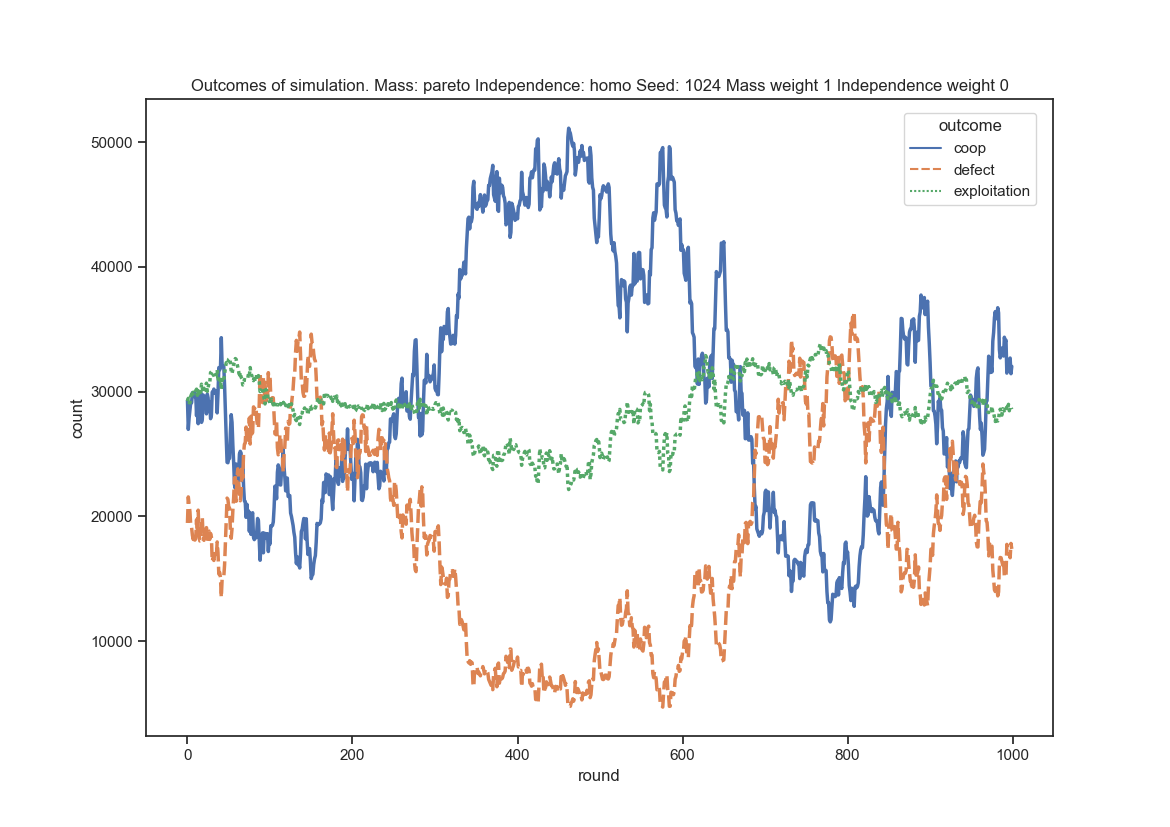 Outcomes of simulation. Mass: pareto Independence: homo Seed: 1024 Mass weight 1 Independence weight 0
outcome
coop
defect
exploitation
50000
40000
30000
20000
10000
count
0 200 400 600 800 1000
round